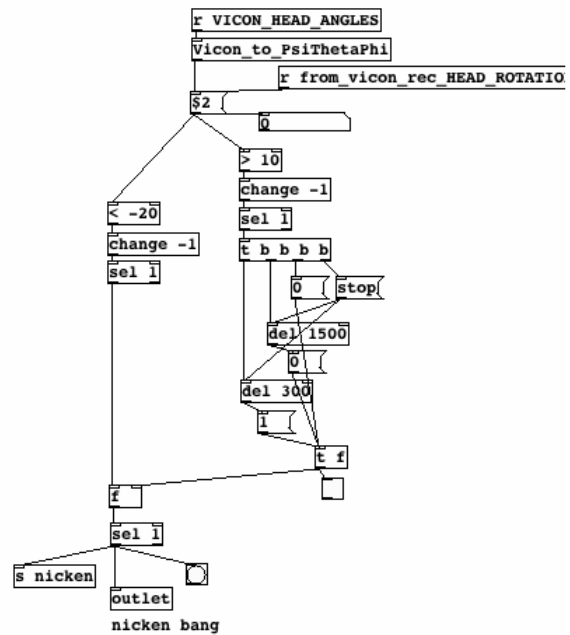 r VICON_HEAD_ANGLES
Vicon_to_PsiThetaPhi
r from_vicon_rec_HEAD_ROTATIO
$2
0
> 10
change -1
< -20
sel 1
change -1
t b b b b
sel 1
0
stop
del 1500
0
del 300
1
t f
f
sel 1
s nicken
outlet
nicken bang